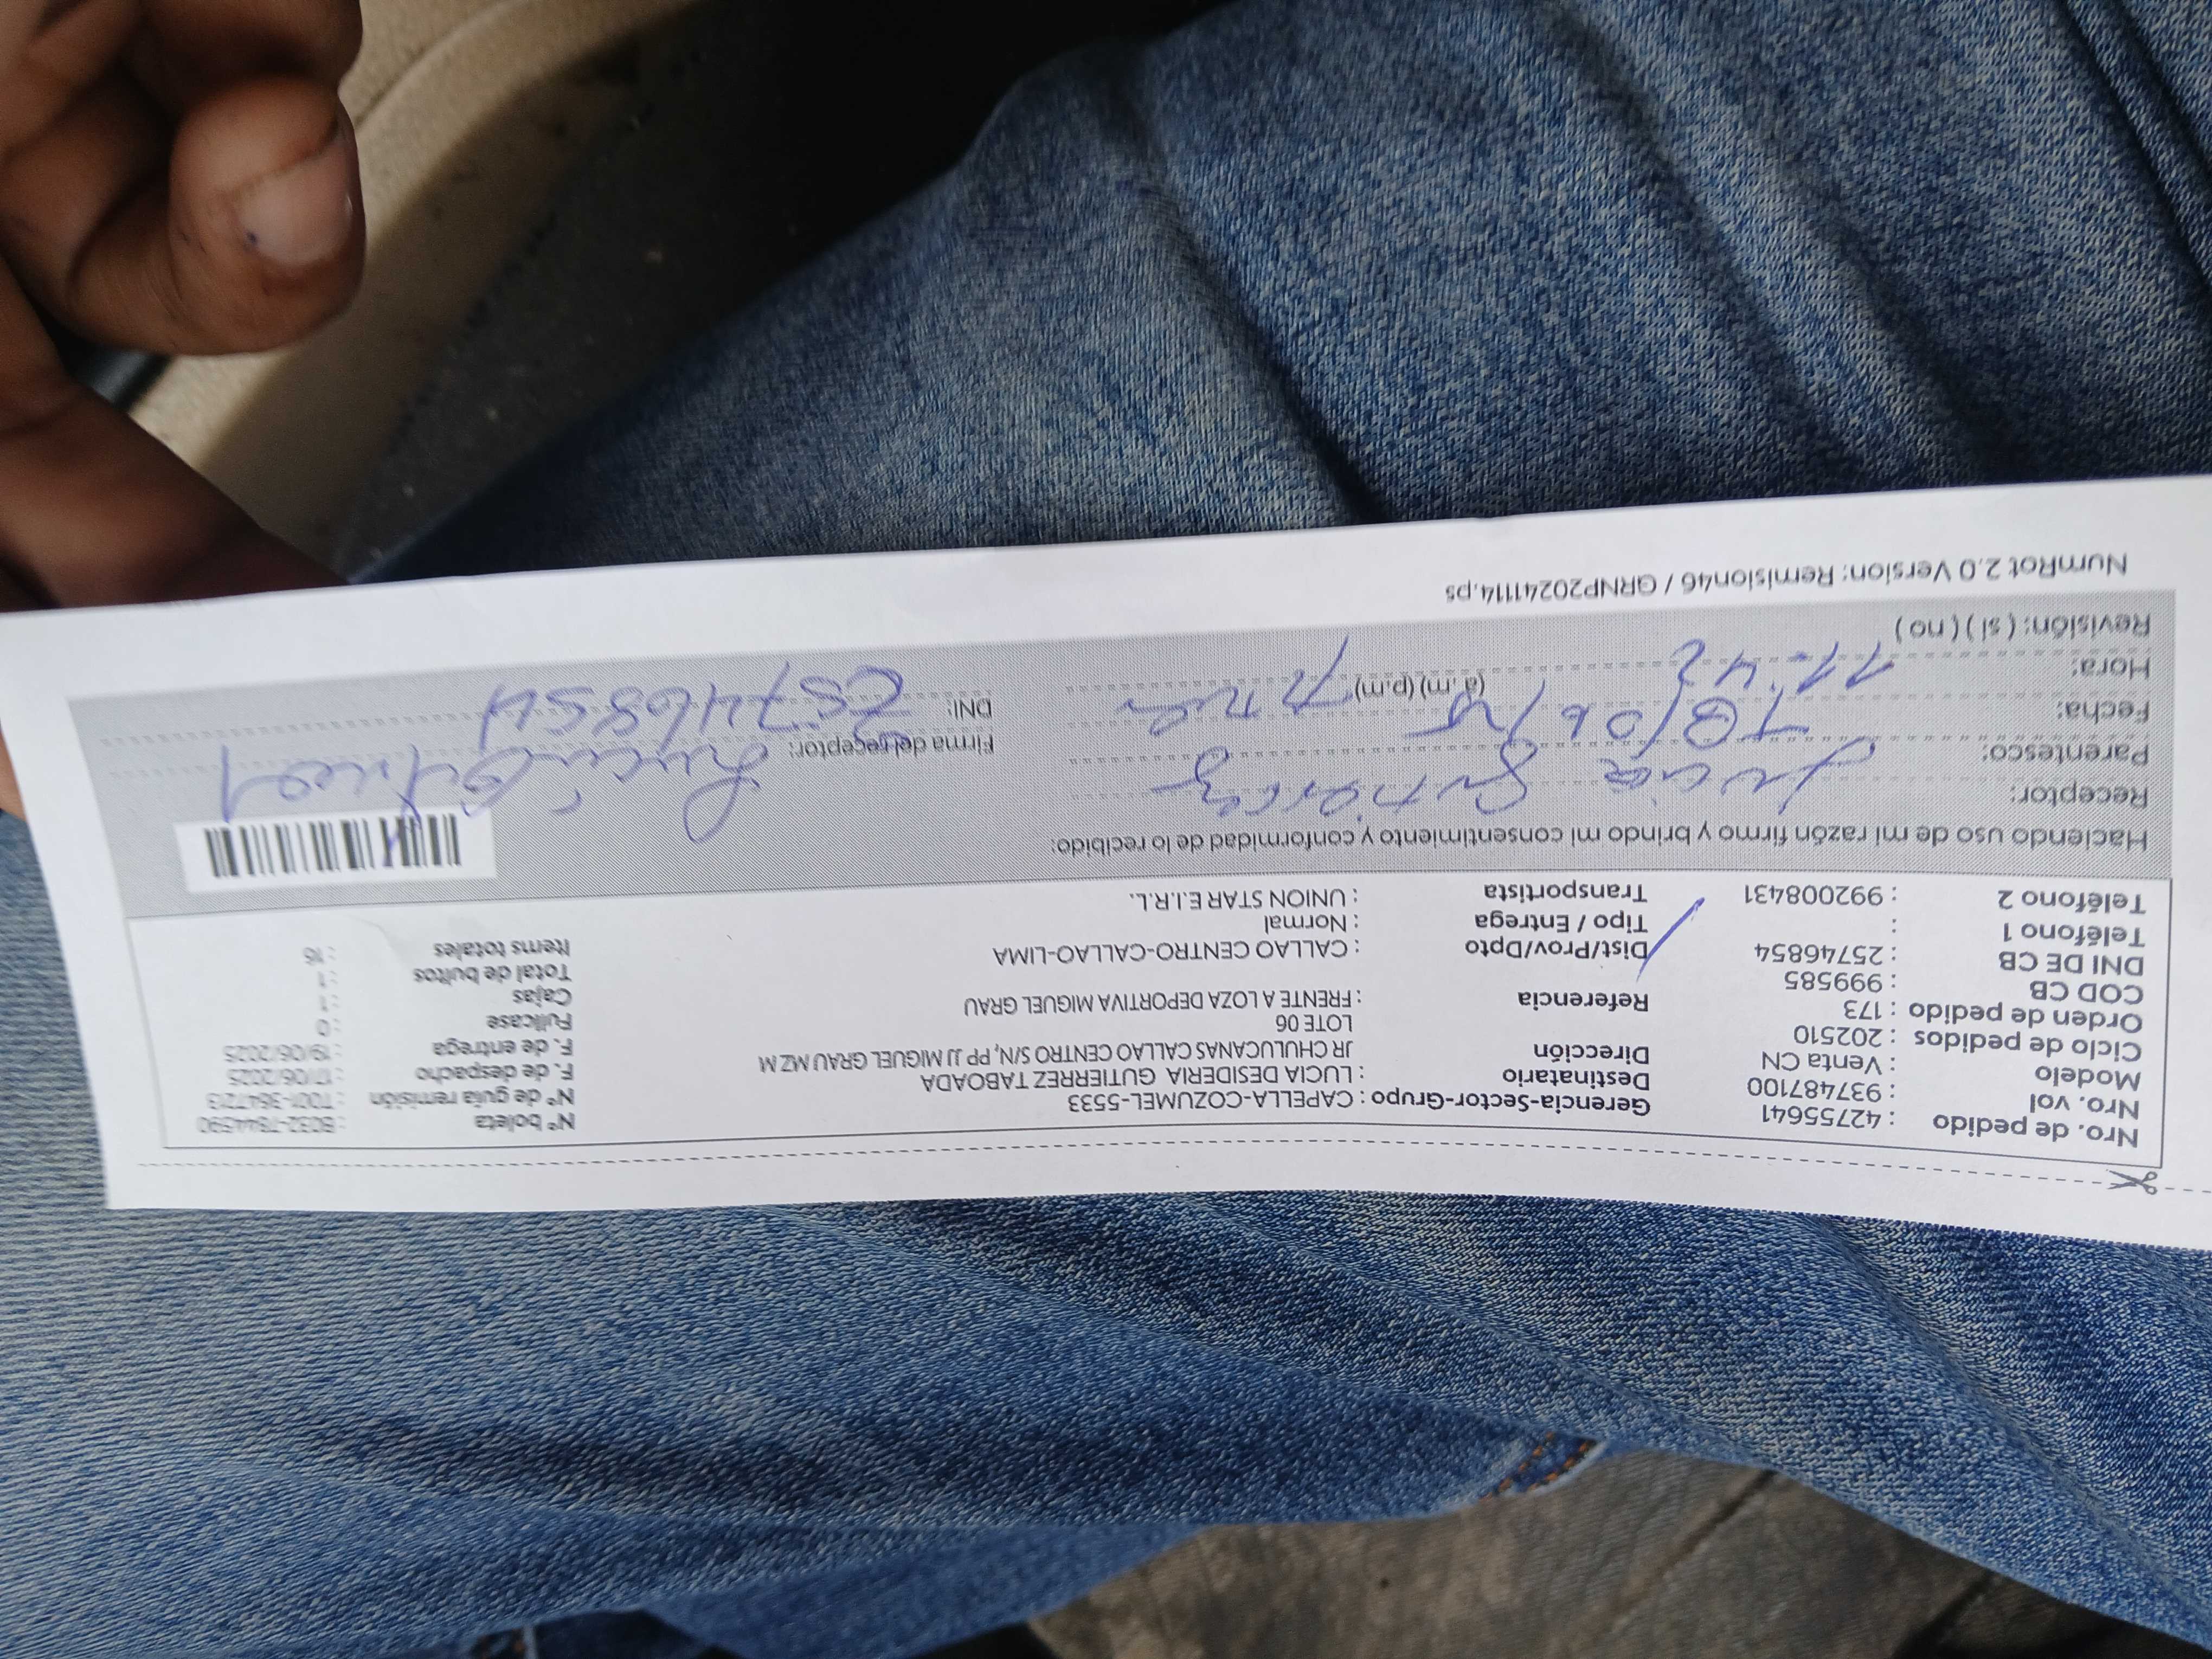 Nro. de pedido : 42755641
Nro. vol. : 937487100
Modelo : Venta CN
Ciclo de pedidos : 202510
Orden de pedido : 173
COD CB : 999585
DNI DE CB : 25746854
Teléfono 1 :
Teléfono 2 : 992008431
Gerencia-Sector-Grupo : CAPELLA-COZUMEL-5533
Destinatario : LUCIA DESIDERIA GUTIERREZ TABOADA
Dirección JR CHULUCANAS CALLAO CENTRO S/N, PP JJ MIGUEL GRAU MZ M
LOTE 06
Referencia : FRENTE A LOZA DEPORTIVA MIGUEL GRAU
Dist/Prov/Dpto : CALLAO CENTRO-CALLAO-LIMA
Tipo / Entrega : Normal
Transportista : UNION STAR E.I.R.L.
N° boleta : B032-7844590
N° de guía remisión : T001-3647213
F. de despacho : 17/06/2025
F. de entrega : 19/06/2025
Fullcase : 0
Cajas : 1
Total de bultos : 1
Items totales : 16
Haciendo uso de mi razón firmo y brindo mi consentimiento y conformidad de lo recibido:
Receptor: Lucia Gutierrez
Parentesco:
Fecha:
Hora: 11:42 (a.m) (p.m)
Revisión: ( si ) ( no )
Firma del receptor:
DNI: 25746854
NumRot 2.0 Version: Remision46 / GRNP20241114.ps